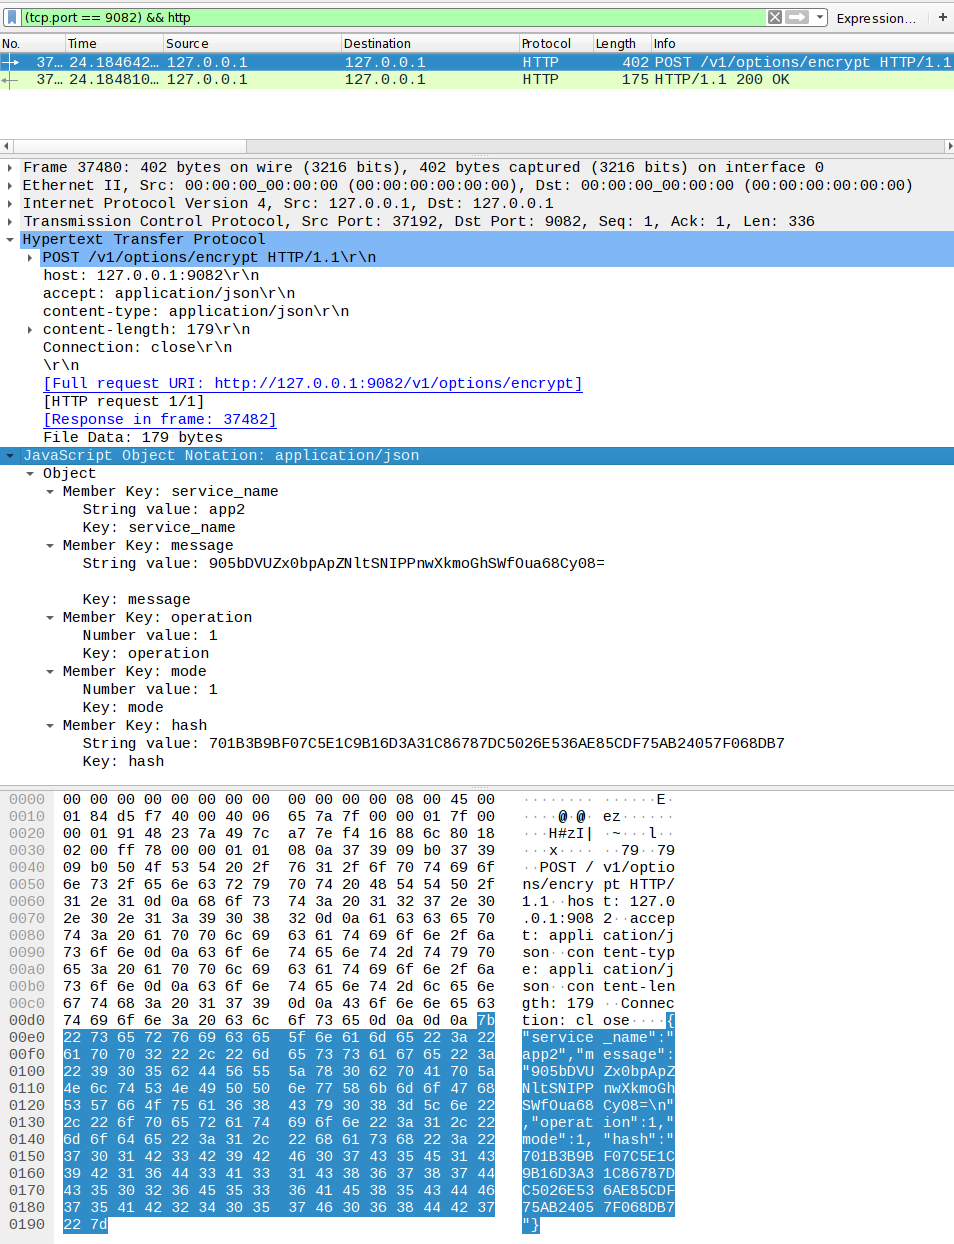 (tcp.port == 9082) && http
Expression…
+
No. Time Source Destination Protocol Length Info
37… 24.184642… 127.0.0.1 127.0.0.1 HTTP 402 POST /v1/options/encrypt HTTP/1.1
37… 24.184810… 127.0.0.1 127.0.0.1 HTTP 175 HTTP/1.1 200 OK
Frame 37480: 402 bytes on wire (3216 bits), 402 bytes captured (3216 bits) on interface 0
Ethernet II, Src: 00:00:00_00:00:00 (00:00:00:00:00:00), Dst: 00:00:00_00:00:00 (00:00:00:00:00:00)
Internet Protocol Version 4, Src: 127.0.0.1, Dst: 127.0.0.1
Transmission Control Protocol, Src Port: 37192, Dst Port: 9082, Seq: 1, Ack: 1, Len: 336
Hypertext Transfer Protocol
POST /v1/options/encrypt HTTP/1.1\r\n
host: 127.0.0.1:9082\r\n
accept: application/json\r\n
content-type: application/json\r\n
content-length: 179\r\n
Connection: close\r\n
\r\n
[Full request URI: http://127.0.0.1:9082/v1/options/encrypt]
[HTTP request 1/1]
[Response in frame: 37482]
File Data: 179 bytes
JavaScript Object Notation: application/json
Object
Member Key: service_name
String value: app2
Key: service_name
Member Key: message
String value: 905bDVUZx0bpApZNltSNIPPnwXkmoGhSWfOua68Cy08=
Key: message
Member Key: operation
Number value: 1
Key: operation
Member Key: mode
Number value: 1
Key: mode
Member Key: hash
String value: 701B3B9BF07C5E1C9B16D3A31C86787DC5026E536AE85CDF75AB24057F068DB7
Key: hash
0000 00 00 00 00 00 00 00 00 00 00 00 00 08 00 45 00 ········ ······E·
0010 01 84 d5 f7 40 00 40 06 65 7a 7f 00 00 01 7f 00 ····@·@· ez······
0020 00 01 91 48 23 7a 49 7c a7 7e f4 16 88 6c 80 18 ···H#zI| ·~···l··
0030 02 00 ff 78 00 00 01 01 08 0a 37 39 09 b0 37 39 ···x···· ··79··79
0040 09 b0 50 4f 53 54 20 2f 76 31 2f 6f 70 74 69 6f ··POST / v1/optio
0050 6e 73 2f 65 6e 63 72 79 70 74 20 48 54 54 50 2f ns/encry pt HTTP/
0060 31 2e 31 0d 0a 68 6f 73 74 3a 20 31 32 37 2e 30 1.1··hos t: 127.0
0070 2e 30 2e 31 3a 39 30 38 32 0d 0a 61 63 63 65 70 .0.1:908 2··accep
0080 74 3a 20 61 70 70 6c 69 63 61 74 69 6f 6e 2f 6a t: appli cation/j
0090 73 6f 6e 0d 0a 63 6f 6e 74 65 6e 74 2d 74 79 70 son··con tent-typ
00a0 65 3a 20 61 70 70 6c 69 63 61 74 69 6f 6e 2f 6a e: appli cation/j
00b0 73 6f 6e 0d 0a 63 6f 6e 74 65 6e 74 2d 6c 65 6e son··con tent-len
00c0 67 74 68 3a 20 31 37 39 0d 0a 43 6f 6e 6e 65 63 gth: 179 ··Connec
00d0 74 69 6f 6e 3a 20 63 6c 6f 73 65 0d 0a 0d 0a 7b tion: cl ose····{
00e0 22 73 65 72 76 69 63 65 5f 6e 61 6d 65 22 3a 22 "service _name":"
00f0 61 70 70 32 22 2c 22 6d 65 73 73 61 67 65 22 3a app2","m essage":
0100 22 39 30 35 62 44 56 55 5a 78 30 62 70 41 70 5a "905bDVU Zx0bpApZ
0110 4e 6c 74 53 4e 49 50 50 6e 77 58 6b 6d 6f 47 68 NltSNIPP nwXkmoGh
0120 53 57 66 4f 75 61 36 38 43 79 30 38 3d 5c 6e 22 SWfOua68 Cy08=\n"
0130 2c 22 6f 70 65 72 61 74 69 6f 6e 22 3a 31 2c 22 ,"operat ion":1,"
0140 6d 6f 64 65 22 3a 31 2c 22 68 61 73 68 22 3a 22 mode":1, "hash":"
0150 37 30 31 42 33 42 39 42 46 30 37 43 35 45 31 43 701B3B9B F07C5E1C
0160 39 42 31 36 44 33 41 33 31 43 38 36 37 38 37 44 9B16D3A3 1C86787D
0170 43 35 30 32 36 45 35 33 36 41 45 38 35 43 44 46 C5026E53 6AE85CDF
0180 37 35 41 42 32 34 30 35 37 46 30 36 38 44 42 37 75AB2405 7F068DB7
0190 22 7d "}